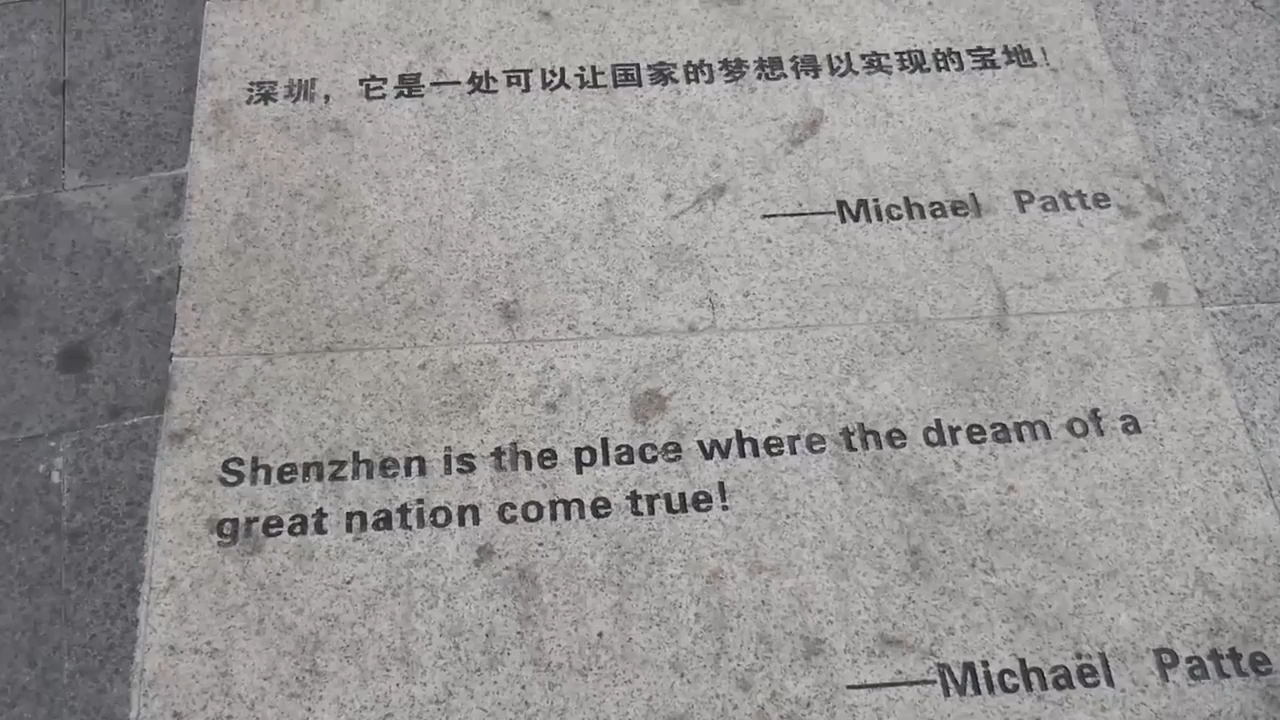 深圳，它是一处可以让国家的梦想得以实现的宝地！
——Michael Patte
Shenzhen is the place where the dream of a
great nation come true!
——Michaël Patte